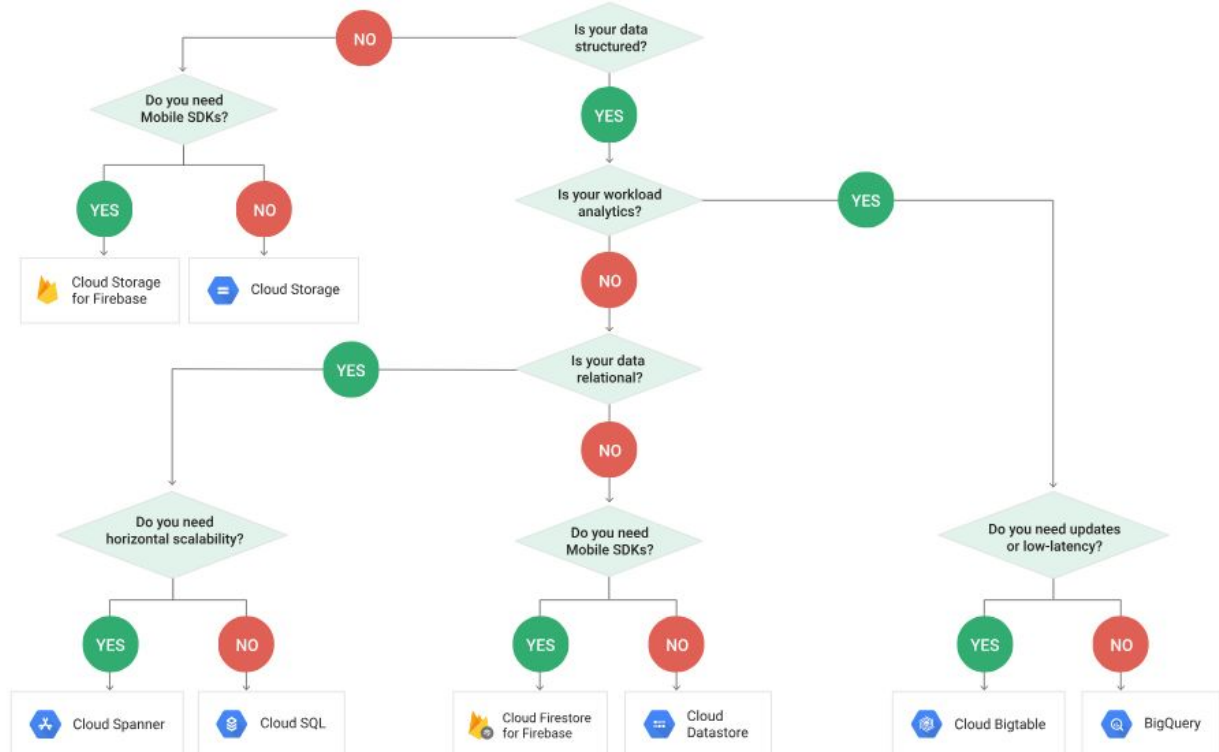 Is your data
structured?
NO
YES
Do you need
Mobile SDKs?
YES
NO
Cloud Storage
for Firebase
Cloud Storage
Is your workload
analytics?
YES
NO
Is your data
relational?
YES
NO
Do you need
horizontal scalability?
YES
NO
Cloud Spanner
Cloud SQL
Do you need
Mobile SDKs?
YES
NO
Cloud Firestore
for Firebase
Cloud
Datastore
Do you need updates
or low-latency?
YES
NO
Cloud Bigtable
BigQuery